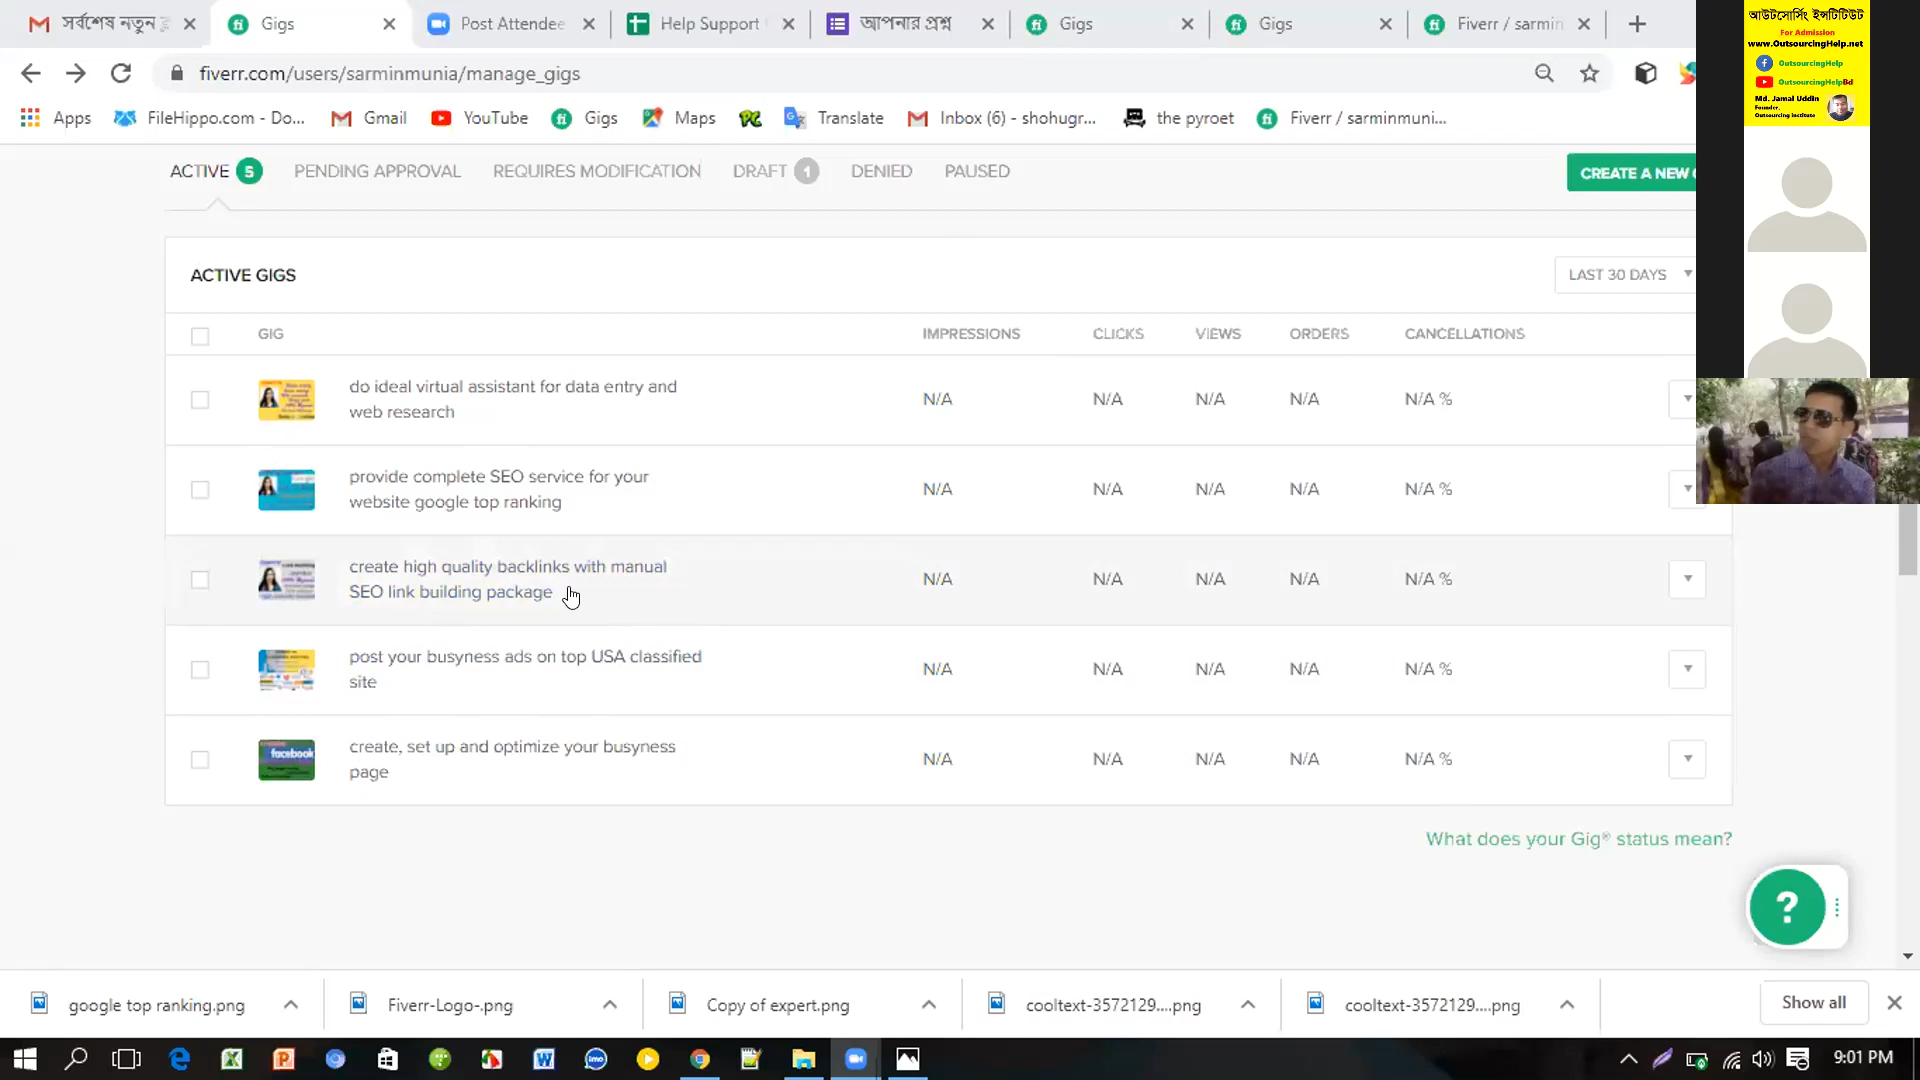 সর্বশেষ নতুন
Gigs
Post Attendee
Help Support
আপনার প্রশ্ন
Gigs
Gigs
Fiverr / sarmin
fiverr.com/users/sarminmunia/manage_gigs
Apps
FileHippo.com - Do...
Gmail
YouTube
Gigs
Maps
Translate
Inbox (6) - shohugr...
the pyroet
Fiverr / sarminmuni...
আউটসোর্সিং ইন্সটিটিউট
For Admission
www.OutsourcingHelp.net
OutsourcingHelp
OutsourcingHelpBd
Md. Jamal Uddin
Founder,
Outsourcing Institute
ACTIVE 5
PENDING APPROVAL
REQUIRES MODIFICATION
DRAFT 1
DENIED
PAUSED
CREATE A NEW
ACTIVE GIGS
LAST 30 DAYS
GIG IMPRESSIONS CLICKS VIEWS ORDERS CANCELLATIONS
do ideal virtual assistant for data entry and
web research
N/A N/A N/A N/A N/A %
provide complete SEO service for your
website google top ranking
N/A N/A N/A N/A N/A %
create high quality backlinks with manual
SEO link building package
N/A N/A N/A N/A N/A %
post your busyness ads on top USA classified
site
N/A N/A N/A N/A N/A %
facebook
create, set up and optimize your busyness
page
N/A N/A N/A N/A N/A %
What does your Gig® status mean?
?
google top ranking.png
Fiverr-Logo-.png
Copy of expert.png
cooltext-3572129....png
cooltext-3572129....png
Show all
9:01 PM